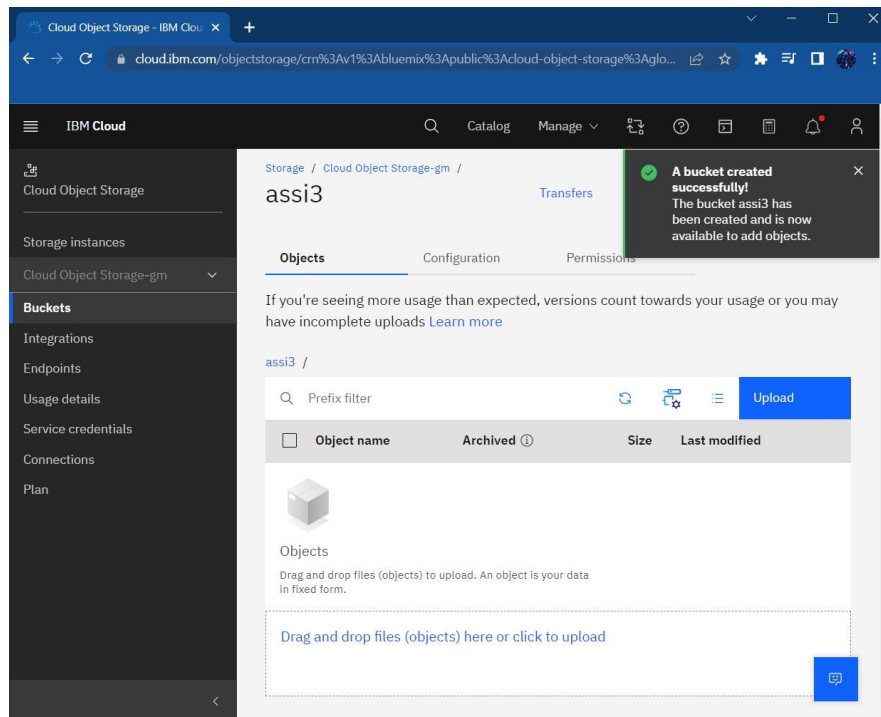 Cloud Object Storage - IBM Clou
cloud.ibm.com/objectstorage/crn%3Av1%3Abluemix%3Apublic%3Acloud-object-storage%3Aglo...
IBM Cloud
Catalog
Manage
Cloud Object Storage
Storage instances
Cloud Object Storage-gm
Buckets
Integrations
Endpoints
Usage details
Service credentials
Connections
Plan
Storage / Cloud Object Storage-gm /
assi3
Transfers
A bucket created
successfully!
The bucket assi3 has
been created and is now
available to add objects.
Objects
Configuration
Permissions
If you're seeing more usage than expected, versions count towards your usage or you may
have incomplete uploads Learn more
assi3 /
Prefix filter
Upload
Object name Archived Size Last modified
Objects
Drag and drop files (objects) to upload. An object is your data
in fixed form.
Drag and drop files (objects) here or click to upload